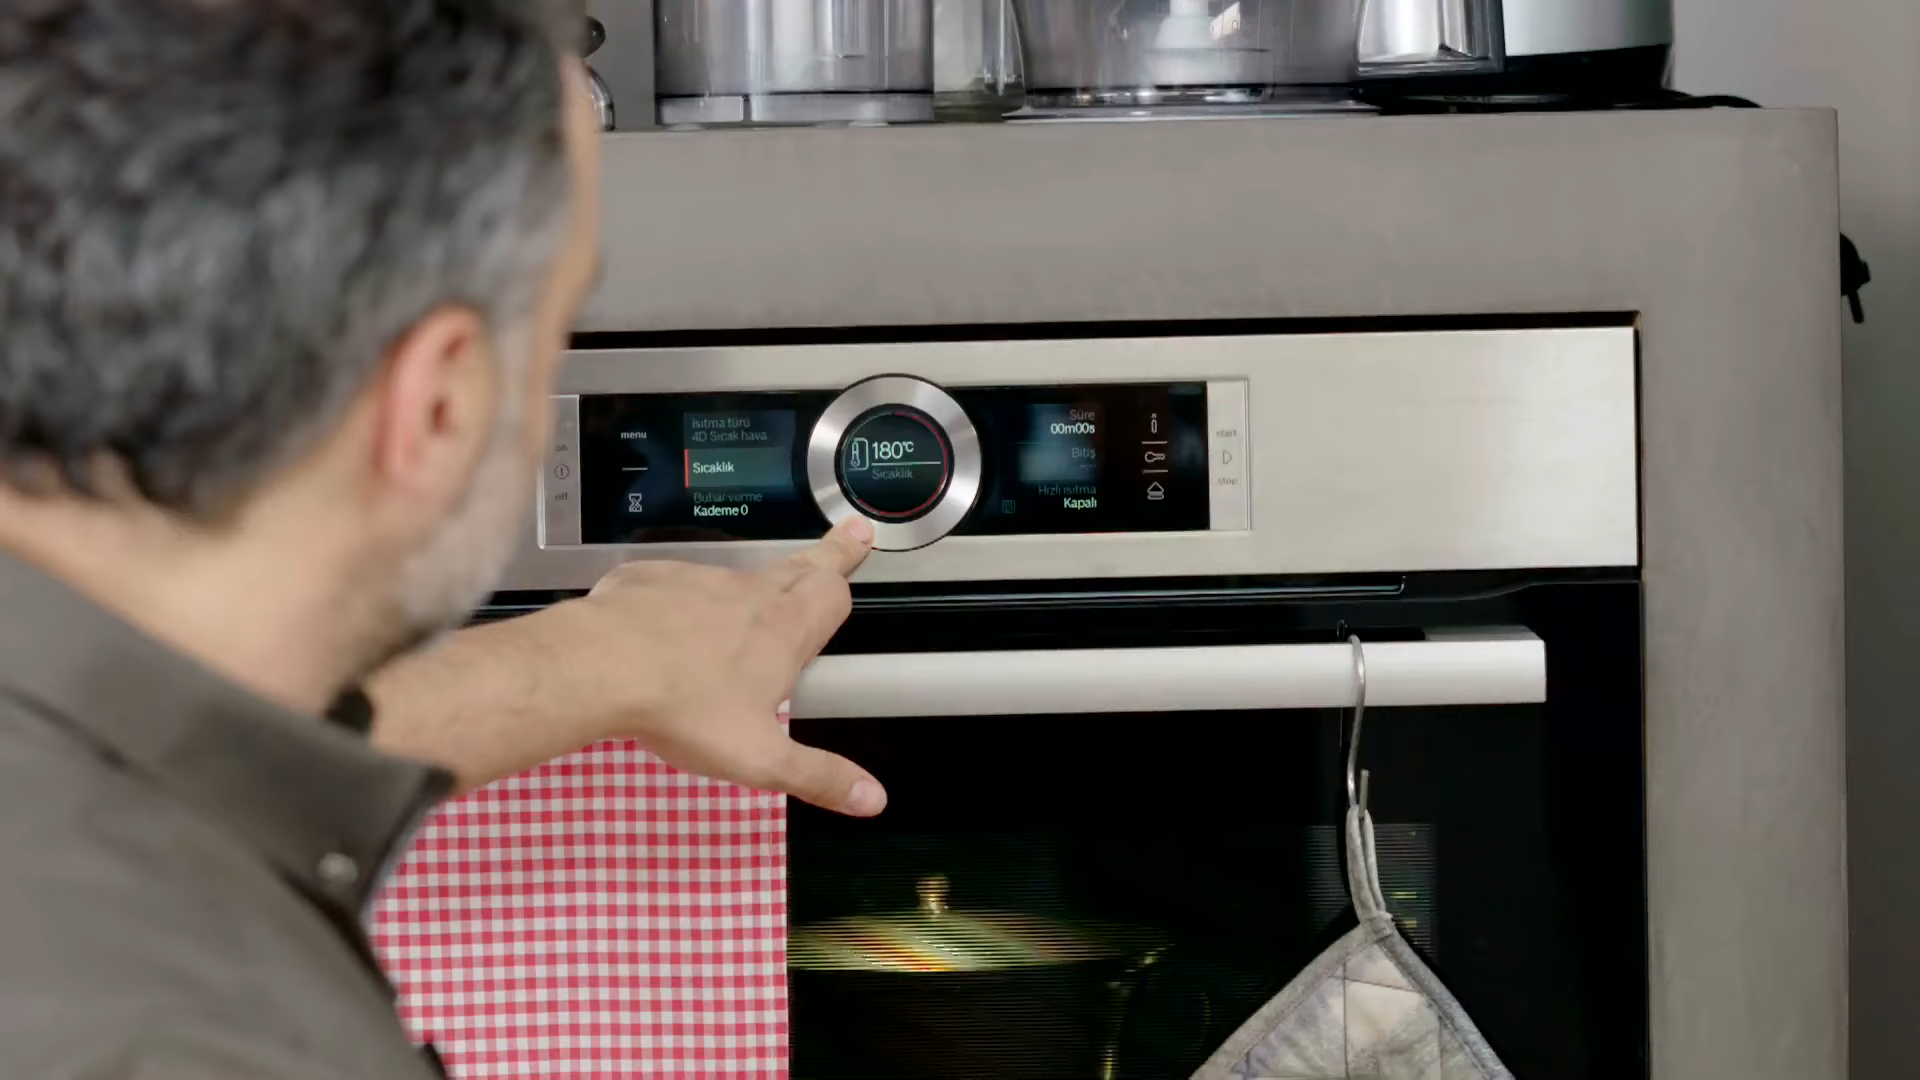 on
off
menu
Isıtma türü
4D Sıcak hava
Sıcaklık
Buhar verme
Kademe 0
180°C
Sıcaklık
Süre
00m00s
Bitiş
Hızlı ısıtma
Kapalı
start
stop